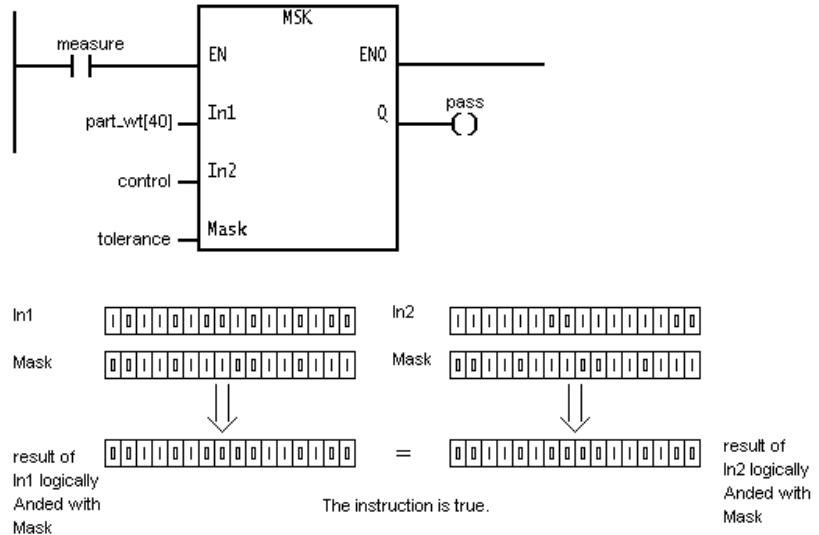 measure
MSK
EN
ENO
part_wt[40]
In1
Q
pass
control
In2
tolerance
Mask
In1
1 0 1 1 0 1 0 0 1 0 1 1 0 1 0 0
In2
1 1 1 1 1 1 0 0 1 1 1 1 1 1 0 0
Mask
0 0 1 1 0 1 1 1 0 0 1 1 0 1 1 1
Mask
0 0 1 1 0 1 1 1 0 0 1 1 0 1 1 1
result of
In1 logically
Anded with
Mask
0 0 1 1 0 1 0 0 0 0 1 1 0 1 0 0
=
0 0 1 1 0 1 0 0 0 0 1 1 0 1 0 0
result of
In2 logically
Anded with
Mask
The instruction is true.